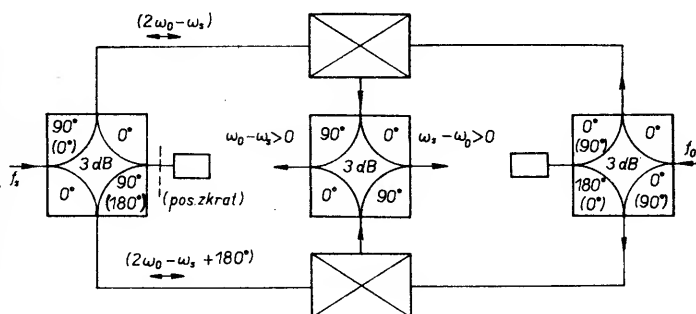 (2ω₀-ωₛ)
90° 0°
(0°)
3 dB
0° 90°
(180°)
fₛ
(pos.zkrat)
ω₀-ωₛ>0
90° 0°
3 dB
0° 90°
ωₛ-ω₀>0
0° 0°
(90°)
3 dB
180° 0°
(0°) (90°)
f₀
(2ω₀-ωₛ+180°)